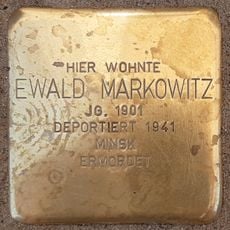 HIER WOHNTE
EWALD MARKOWITZ
JG. 1901
DEPORTIERT 1941
MINSK
ERMORDET